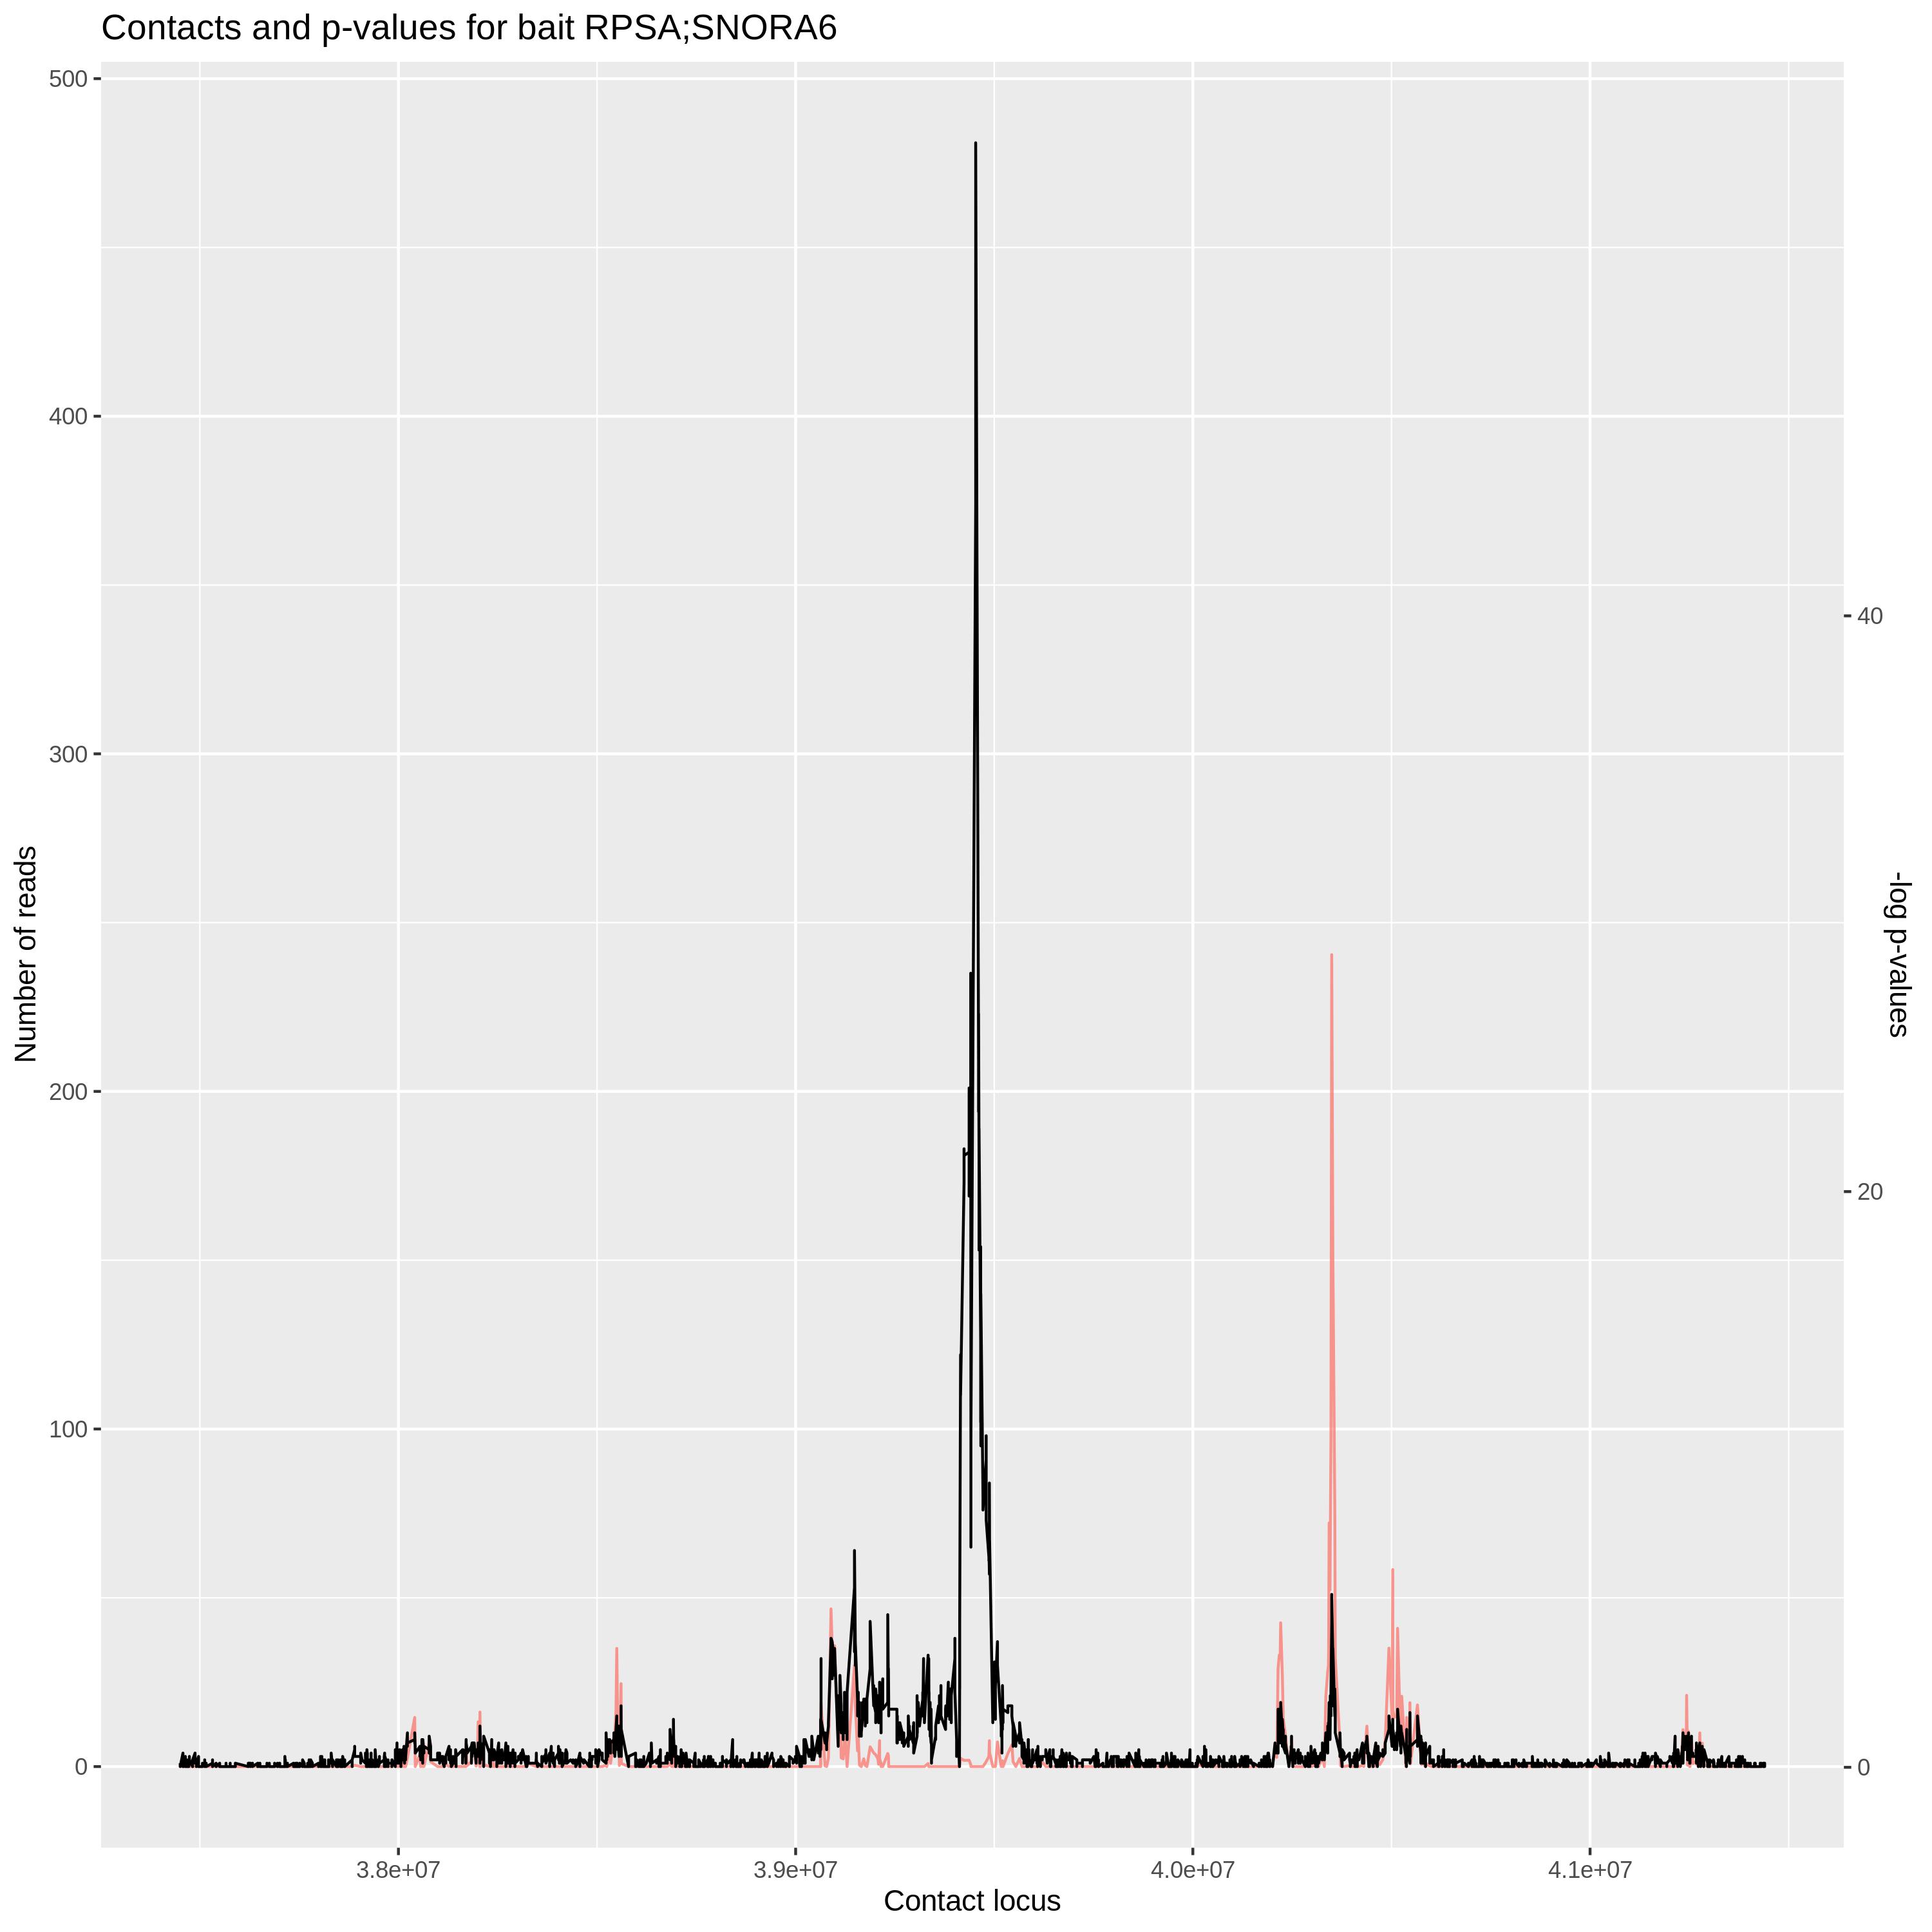 Contacts and p-values for bait RPSA;SNORA6
500
400
300
200
100
0
Number of reads
40
20
0
-log p-values
3.8e+07
3.9e+07
4.0e+07
4.1e+07
Contact locus